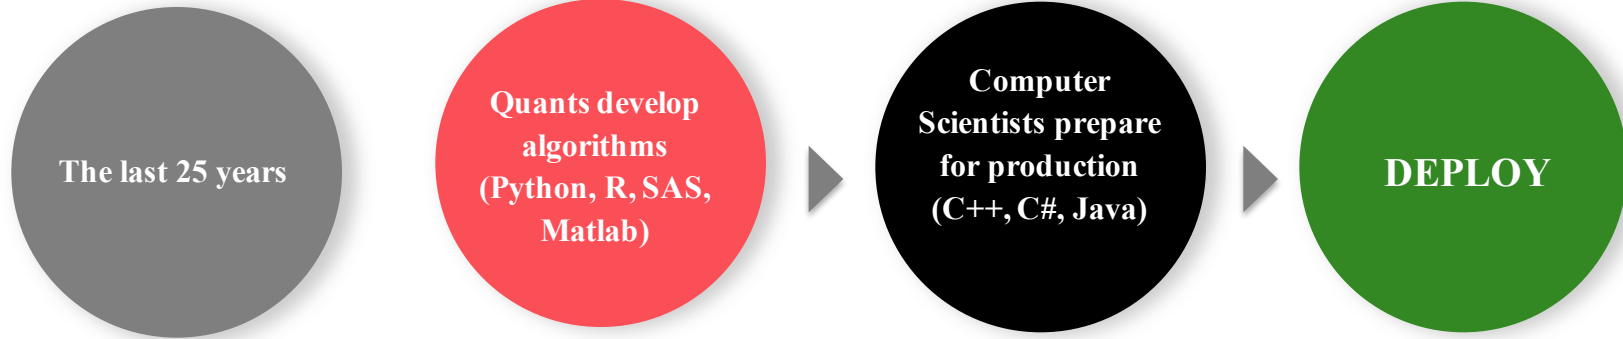 The last 25 years
Quants develop
algorithms
(Python, R, SAS,
Matlab)
Computer
Scientists prepare
for production
(C++, C#, Java)
DEPLOY